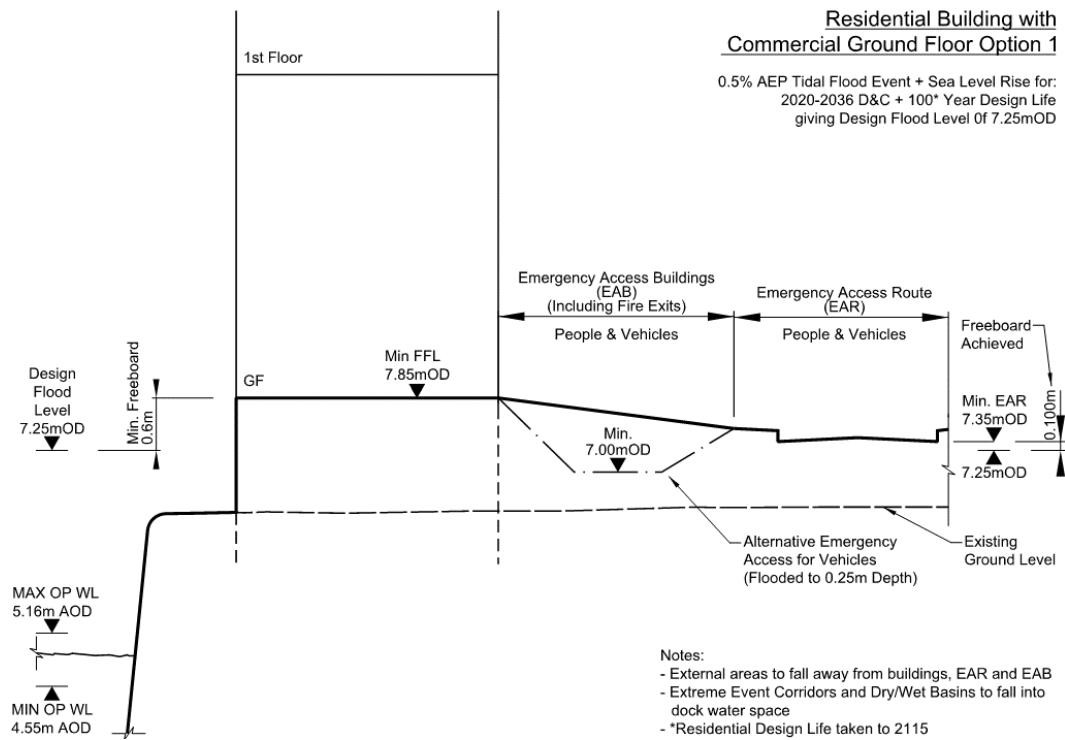 Residential Building with
Commercial Ground Floor Option 1
0.5% AEP Tidal Flood Event + Sea Level Rise for:
2020-2036 D&C + 100* Year Design Life
giving Design Flood Level 0f 7.25mOD
1st Floor
Emergency Access Buildings
(EAB)
(Including Fire Exits)
People & Vehicles
Emergency Access Route
(EAR)
People & Vehicles
Freeboard
Achieved
Design
Flood
Level
7.25mOD
Min. Freeboard
0.6m
GF
Min FFL
7.85mOD
Min.
7.00mOD
Min. EAR
7.35mOD
0.100m
7.25mOD
Alternative Emergency
Access for Vehicles
(Flooded to 0.25m Depth)
Existing
Ground Level
MAX OP WL
5.16m AOD
MIN OP WL
4.55m AOD
Notes:
- External areas to fall away from buildings, EAR and EAB
- Extreme Event Corridors and Dry/Wet Basins to fall into
dock water space
- *Residential Design Life taken to 2115